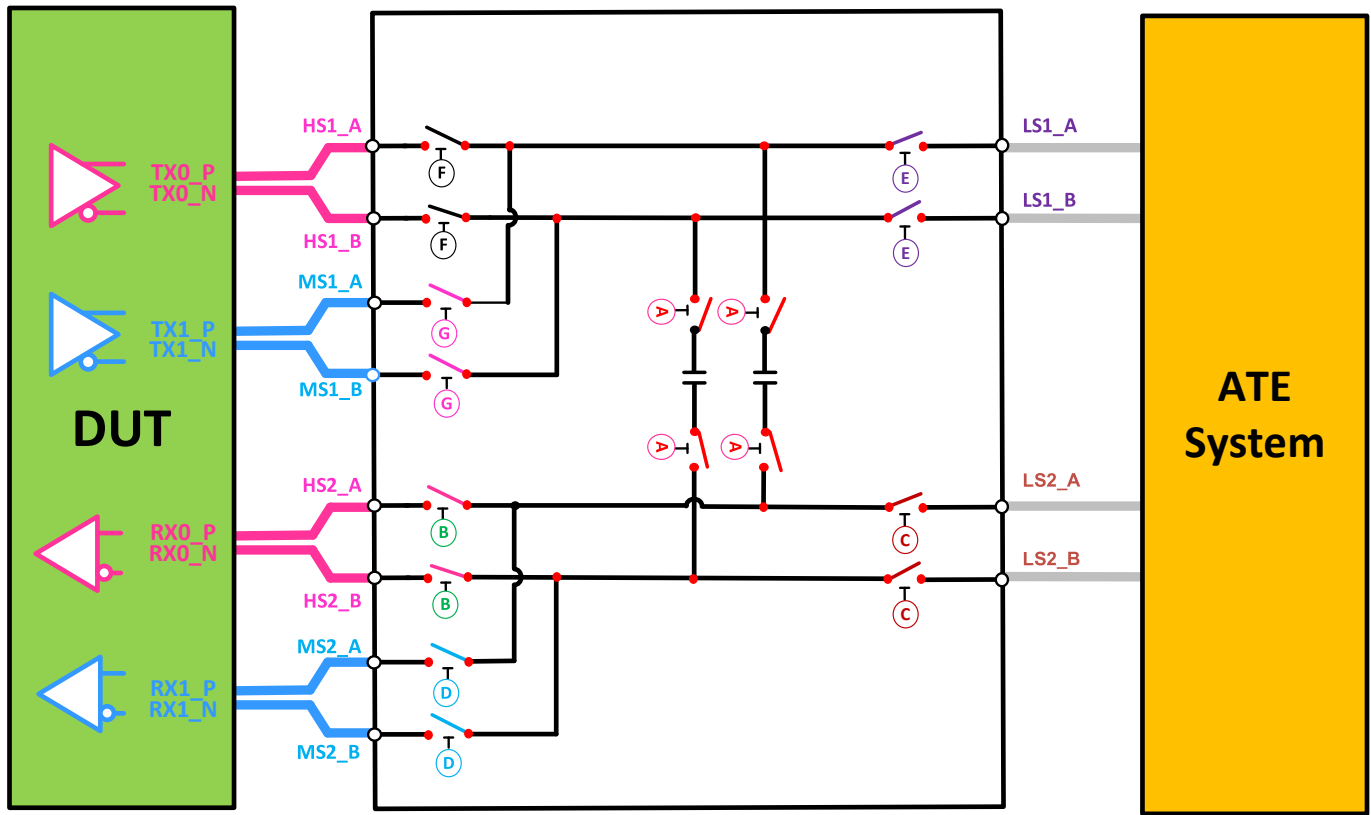 HS1_A
TX0_P
TX0_N
F
HS1_B
F
MS1_A
TX1_P
TX1_N
G
MS1_B
G
DUT
A
A
A
A
HS2_A
RX0_P
RX0_N
B
HS2_B
B
MS2_A
RX1_P
RX1_N
D
MS2_B
D
LS1_A
E
LS1_B
E
LS2_A
C
LS2_B
C
ATE
System